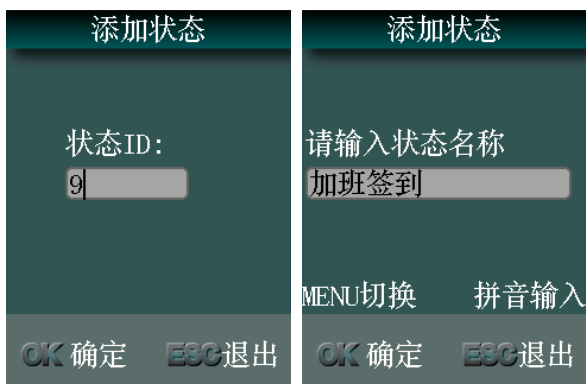 添加状态
状态ID:
9
OK 确定 ESC退出
添加状态
请输入状态名称
加班签到
MENU切换 拼音输入
OK 确定 ESC退出